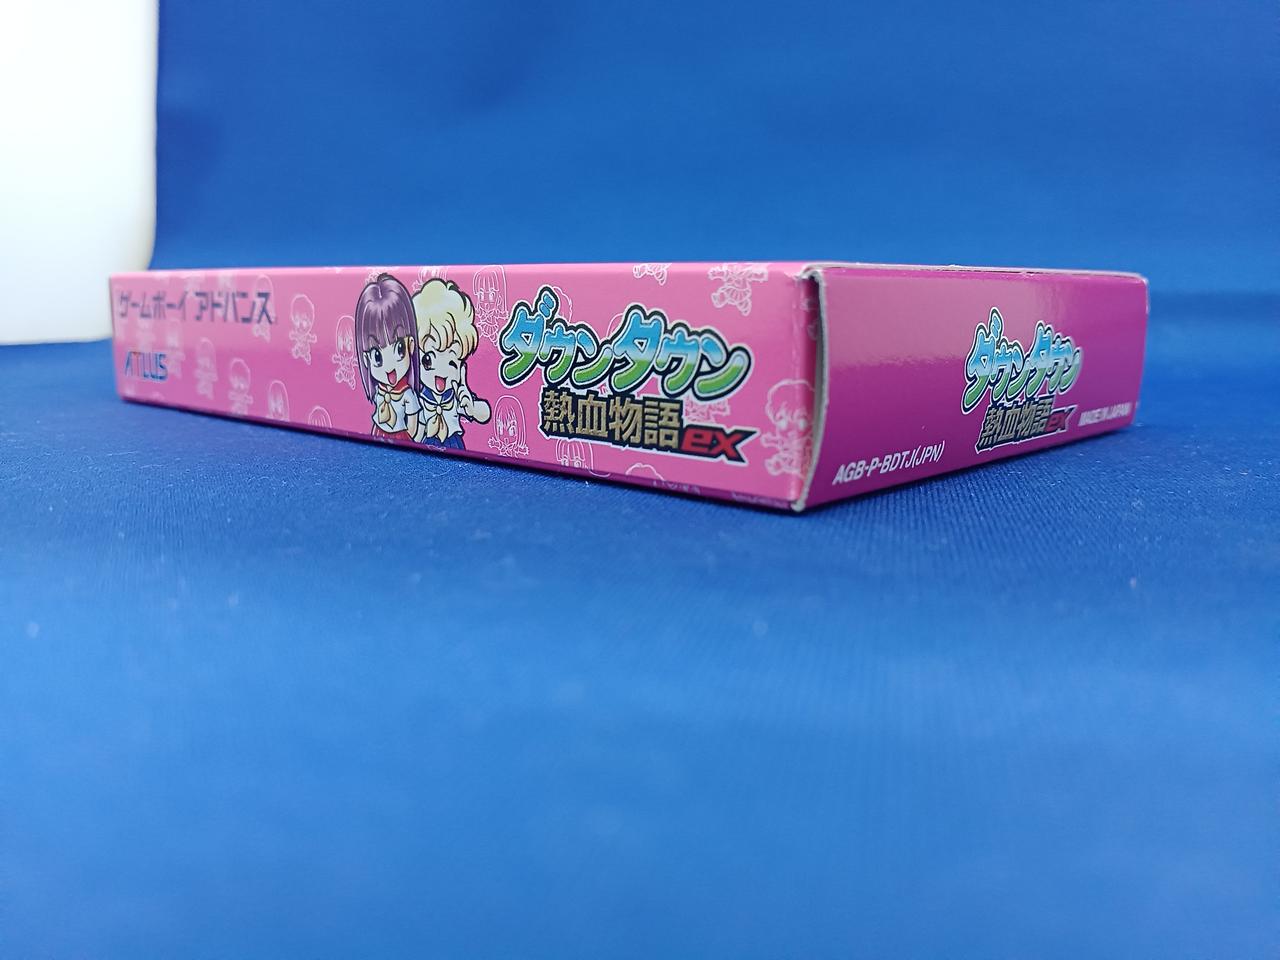 ゲームボーイ アドバンス
ATLUS
ダウンタウン
熱血物語ex
ダウンタウン
熱血物語ex
AGB-P-BDTJ(JPN)
MADE IN JAPAN